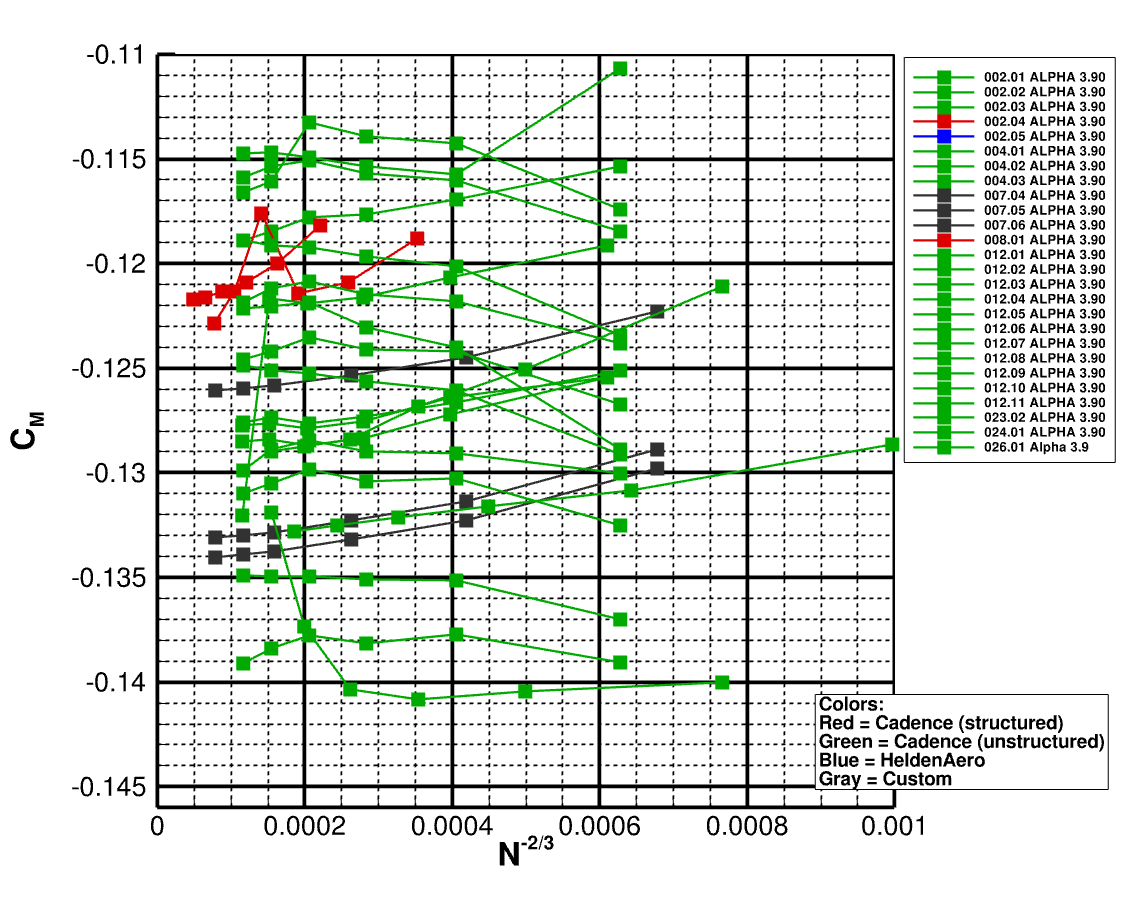 -0.11
-0.115
-0.12
-0.125
-0.13
-0.135
-0.14
-0.145
C_M
0 0.0002 0.0004 0.0006 0.0008 0.001
N^-2/3
002.01 ALPHA 3.90
002.02 ALPHA 3.90
002.03 ALPHA 3.90
002.04 ALPHA 3.90
002.05 ALPHA 3.90
004.01 ALPHA 3.90
004.02 ALPHA 3.90
004.03 ALPHA 3.90
007.04 ALPHA 3.90
007.05 ALPHA 3.90
007.06 ALPHA 3.90
008.01 ALPHA 3.90
012.01 ALPHA 3.90
012.02 ALPHA 3.90
012.03 ALPHA 3.90
012.04 ALPHA 3.90
012.05 ALPHA 3.90
012.06 ALPHA 3.90
012.07 ALPHA 3.90
012.08 ALPHA 3.90
012.09 ALPHA 3.90
012.10 ALPHA 3.90
012.11 ALPHA 3.90
023.02 ALPHA 3.90
024.01 ALPHA 3.90
026.01 Alpha 3.9
Colors:
Red = Cadence (structured)
Green = Cadence (unstructured)
Blue = HeldenAero
Gray = Custom